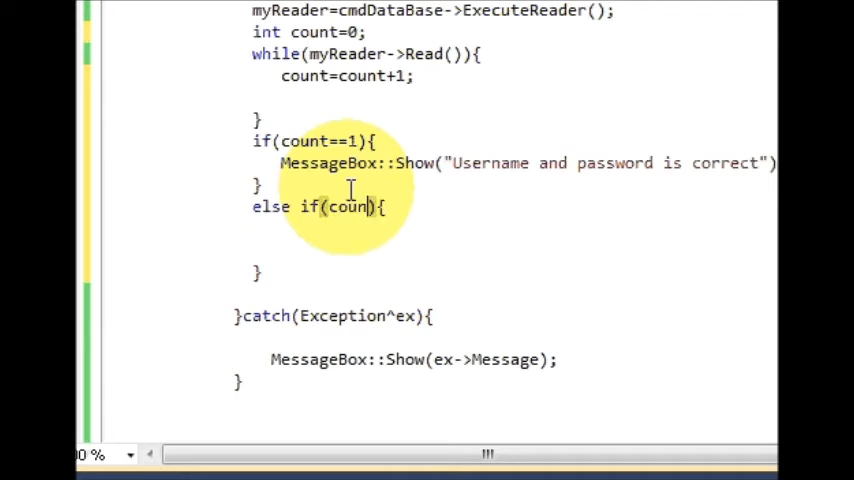 myReader=cmdDataBase->ExecuteReader();
int count=0;
while(myReader->Read()){
count=count+1;
}
if(count==1){
MessageBox::Show("Username and password is correct")
}
else if(coun){
}
}catch(Exception^ex){
MessageBox::Show(ex->Message);
}
0 %